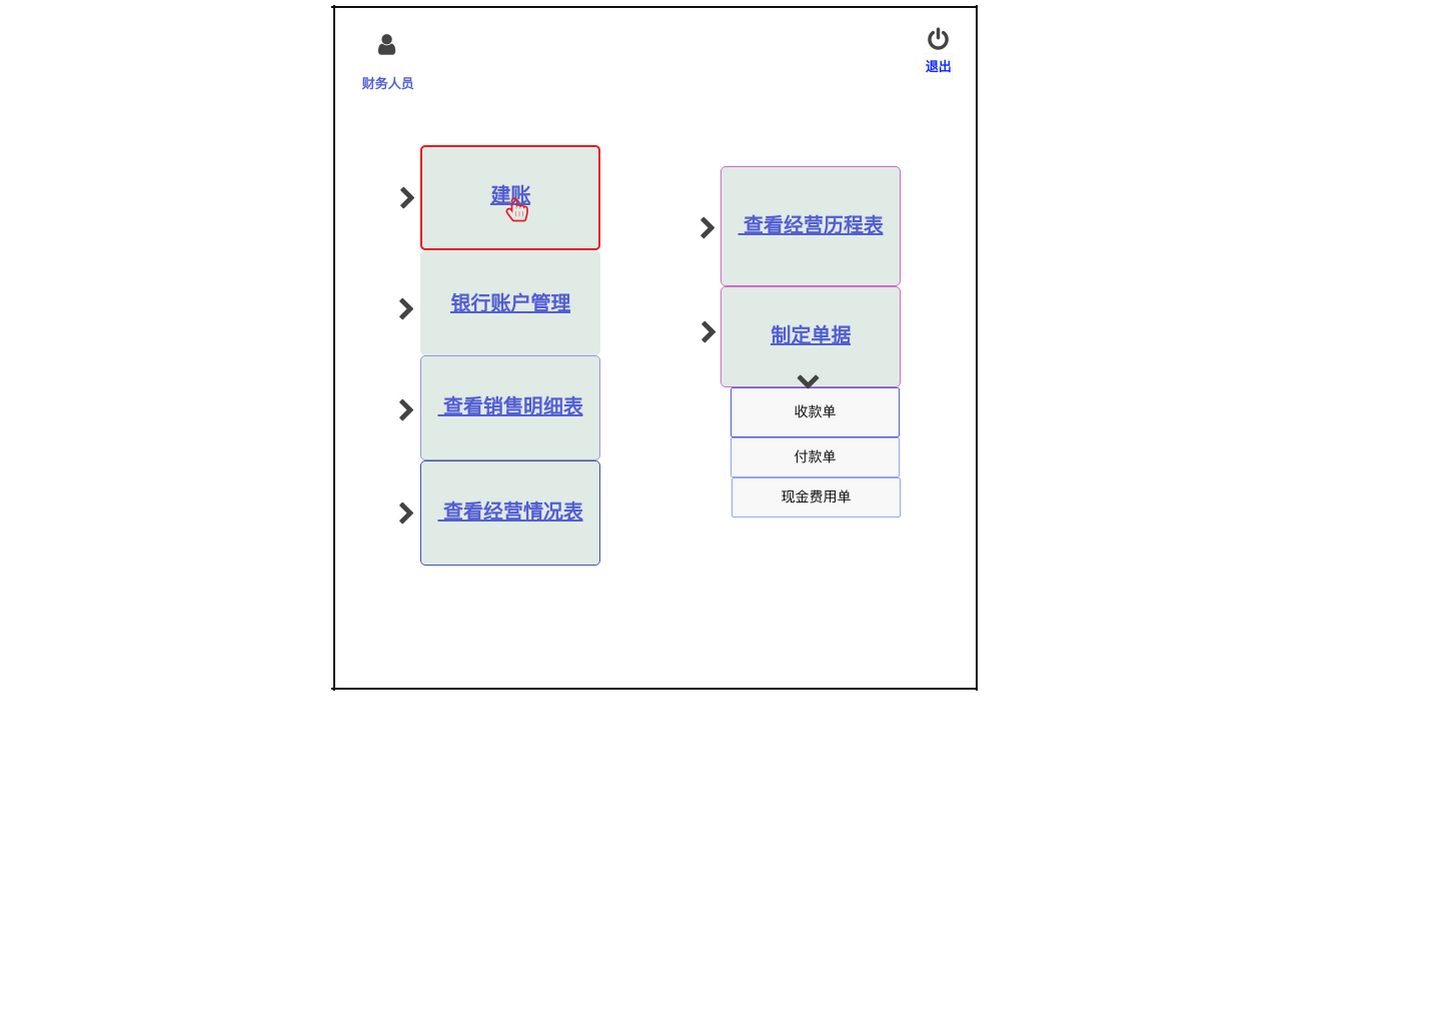 财务人员
退出
建账
银行账户管理
查看销售明细表
查看经营情况表
查看经营历程表
制定单据
收款单
付款单
现金费用单